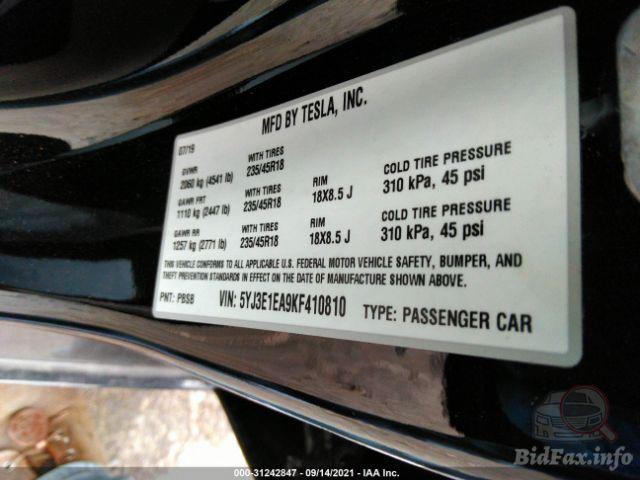 MFD BY TESLA, INC.
07/19
GVWR
2060 kg (4541 lb)
WITH TIRES
235/45R18
GAWR FRT
1110 kg (2447 lb)
WITH TIRES
235/45R18
RIM
18X8.5 J
COLD TIRE PRESSURE
310 kPa, 45 psi
GAWR RR
1257 kg (2771 lb)
WITH TIRES
235/45R18
RIM
18X8.5 J
COLD TIRE PRESSURE
310 kPa, 45 psi
THIS VEHICLE CONFORMS TO ALL APPLICABLE U.S. FEDERAL MOTOR VEHICLE SAFETY, BUMPER, AND
THEFT PREVENTION STANDARDS IN EFFECT ON THE DATE OF MANUFACTURE SHOWN ABOVE.
PNT: PBSB VIN: 5YJ3E1EA9KF410810 TYPE: PASSENGER CAR
BidFax.info
000-31242847 - 09/14/2021 - IAA Inc.